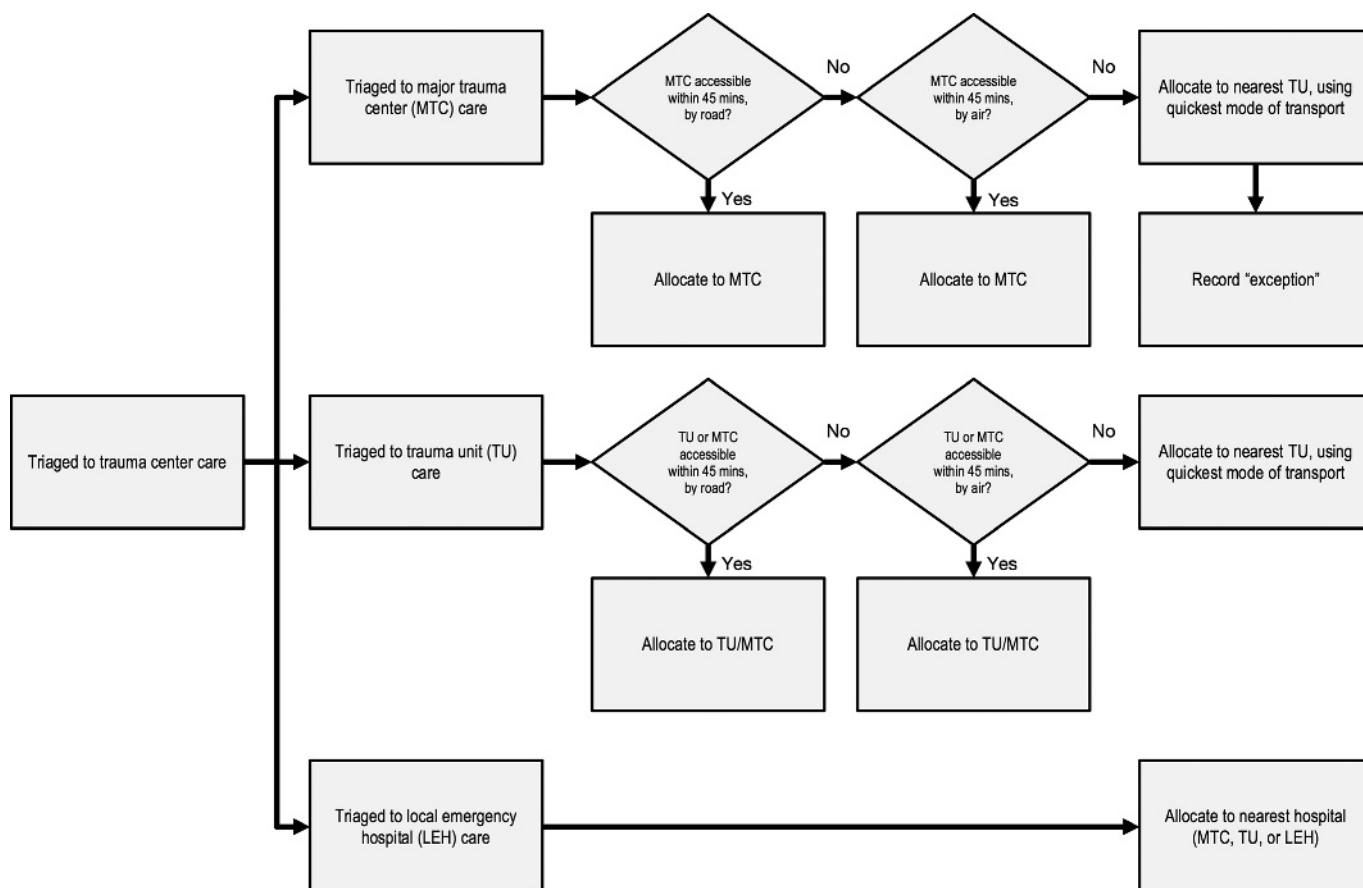 Triaged to major trauma
center (MTC) care
MTC accessible
within 45 mins,
by road?
No
MTC accessible
within 45 mins,
by air?
No
Allocate to nearest TU, using
quickest mode of transport
Yes
Yes
Allocate to MTC
Allocate to MTC
Record “exception”
Triaged to trauma center care
Triaged to trauma unit (TU)
care
TU or MTC
accessible
within 45 mins,
by road?
No
TU or MTC
accessible
within 45 mins,
by air?
No
Allocate to nearest TU, using
quickest mode of transport
Yes
Yes
Allocate to TU/MTC
Allocate to TU/MTC
Triaged to local emergency
hospital (LEH) care
Allocate to nearest hospital
(MTC, TU, or LEH)